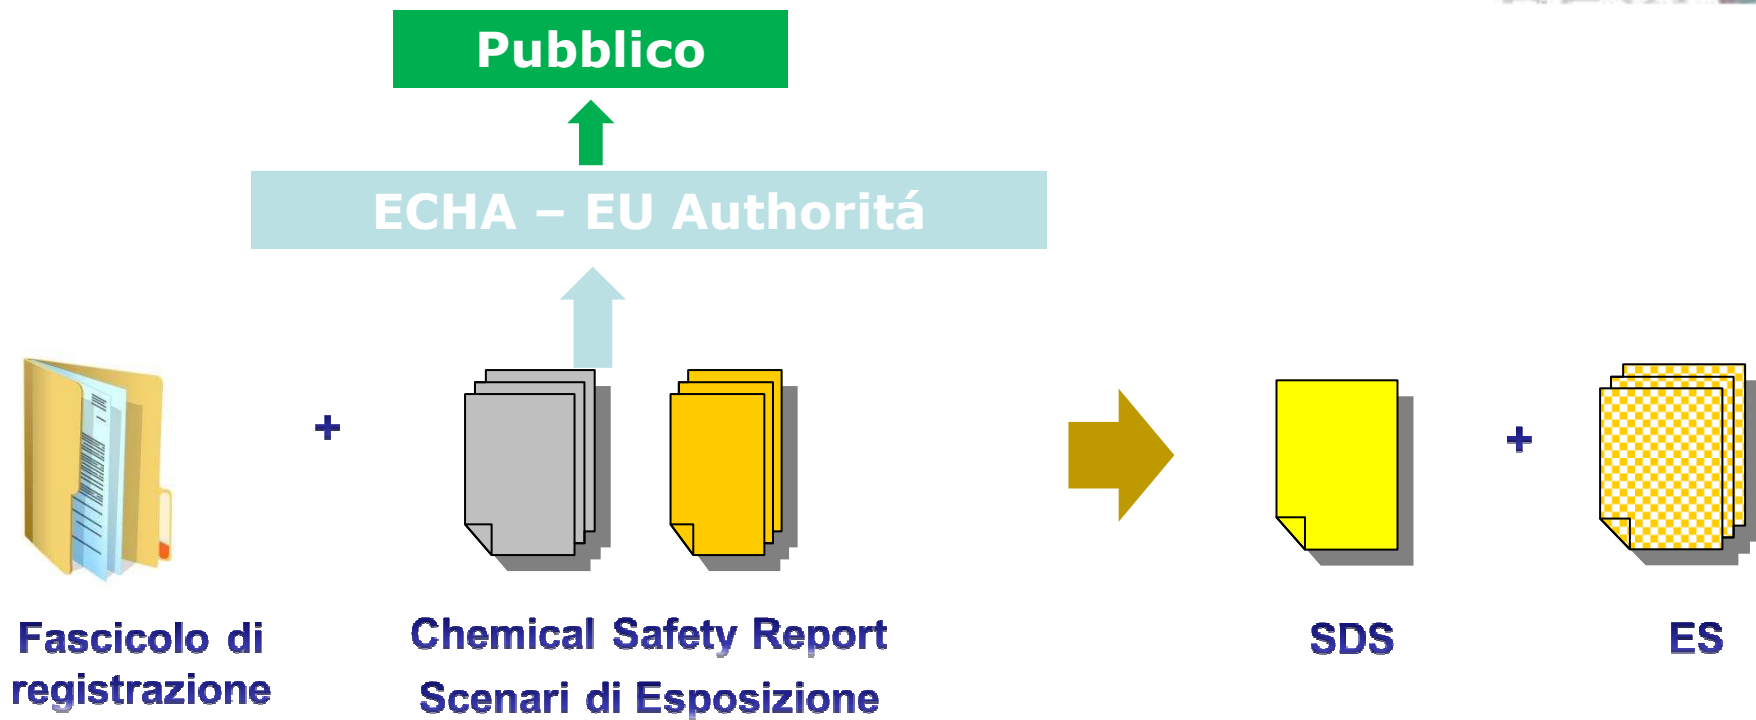 Pubblico
ECHA – EU Authoritá
+
+
Fascicolo di
registrazione
Chemical Safety Report
Scenari di Esposizione
SDS
ES